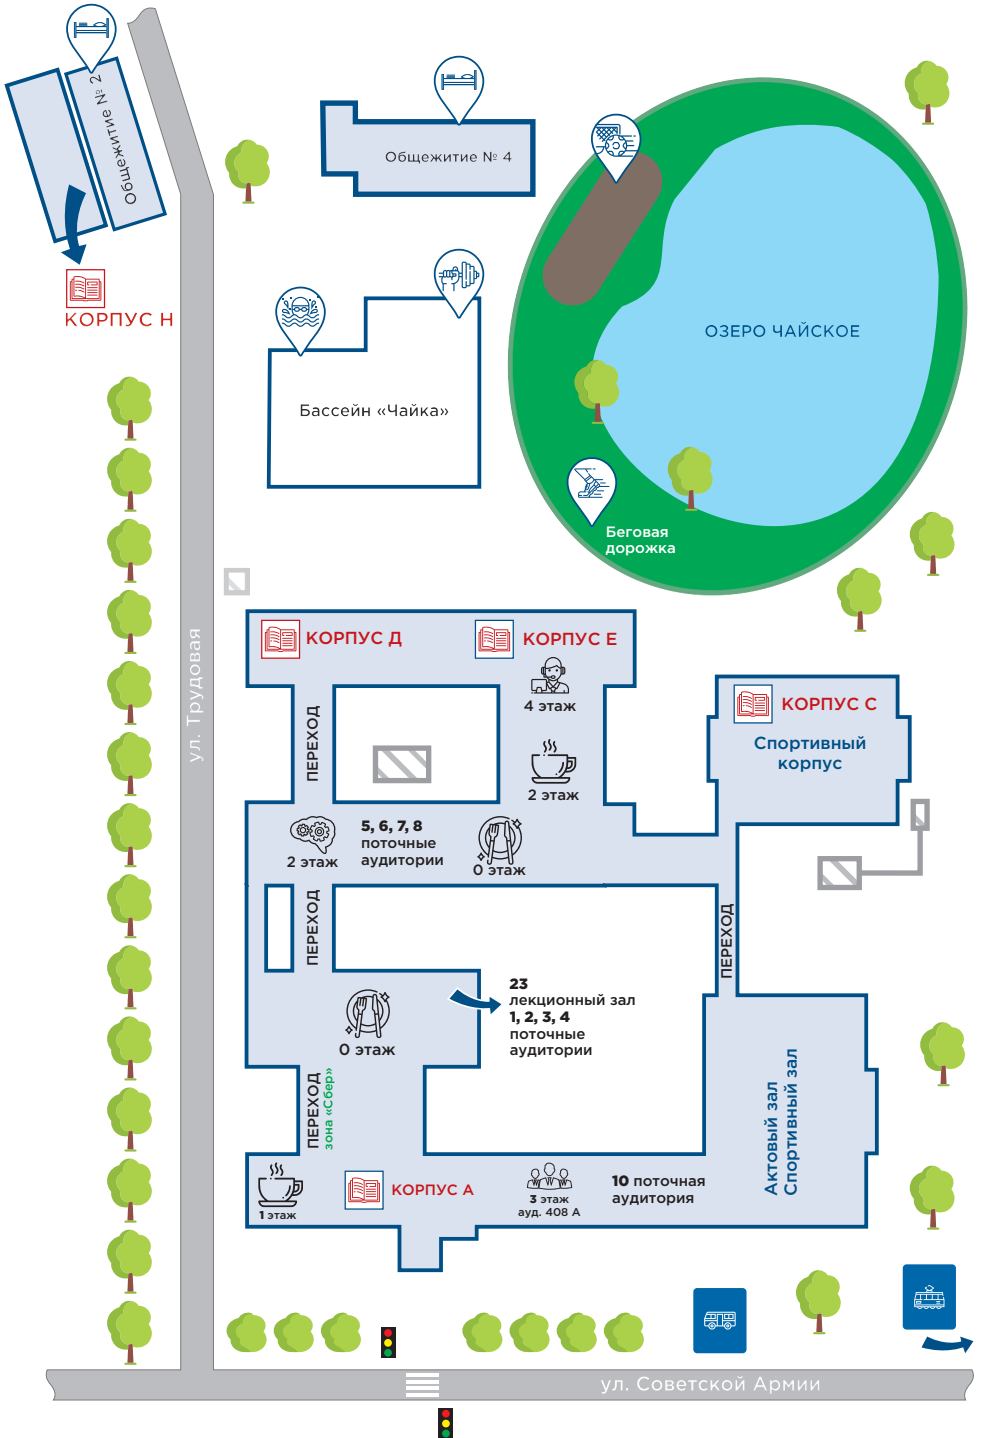 Общежитие № 2
Общежитие № 4
КОРПУС Н
ОЗЕРО ЧАЙСКОЕ
Бассейн «Чайка»
Беговая
дорожка
ул. Трудовая
КОРПУС Д
КОРПУС Е
4 этаж
ПЕРЕХОД
2 этаж
КОРПУС С
Спортивный
корпус
5, 6, 7, 8
поточные
аудитории
2 этаж
0 этаж
ПЕРЕХОД
ПЕРЕХОД
23
лекционный зал
1, 2, 3, 4
поточные
аудитории
0 этаж
ПЕРЕХОД
зона «Сбер»
Актовый зал
Спортивный зал
1 этаж
КОРПУС А
3 этаж
ауд. 408 А
10 поточная
аудитория
ул. Советской Армии